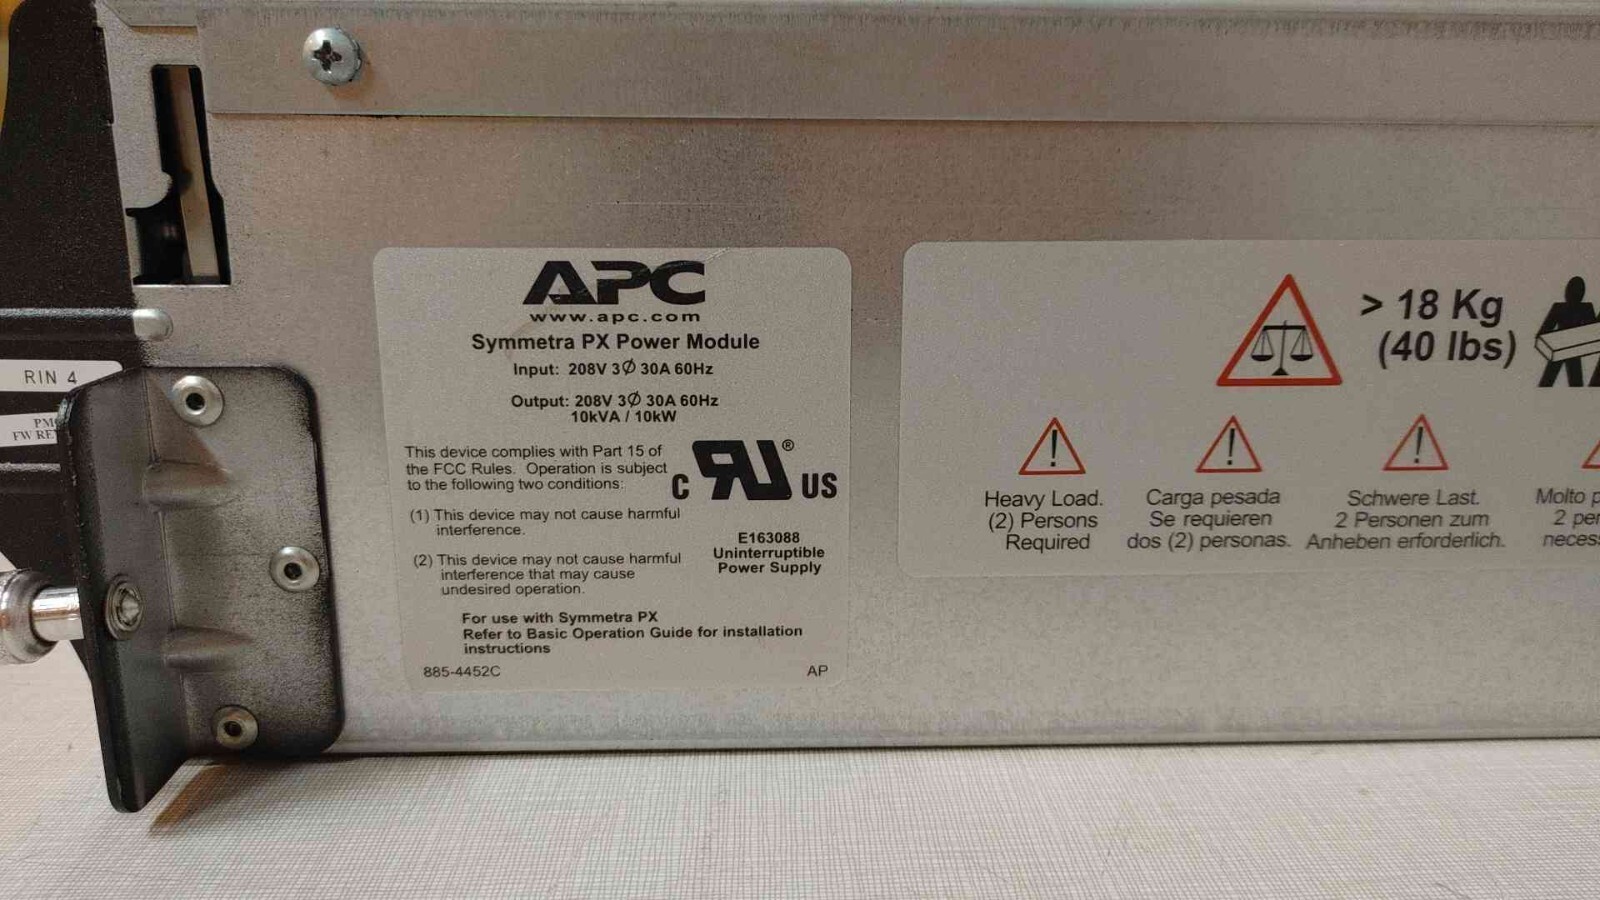 APC
www.apc.com
Symmetra PX Power Module
Input: 208V 3Ø 30A 60Hz
Output: 208V 3Ø 30A 60Hz
10kVA / 10kW
This device complies with Part 15 of
the FCC Rules. Operation is subject
to the following two conditions:
(1) This device may not cause harmful
interference.
(2) This device may not cause harmful
interference that may cause
undesired operation.
C RU ® US
E163088
Uninterruptible
Power Supply
For use with Symmetra PX
Refer to Basic Operation Guide for installation
instructions
885-4452C
AP
> 18 Kg
(40 lbs)
Heavy Load.
(2) Persons
Required
Carga pesada
Se requieren
dos (2) personas.
Schwere Last.
2 Personen zum
Anheben erforderlich.
Molto
2
RIN 4
FW